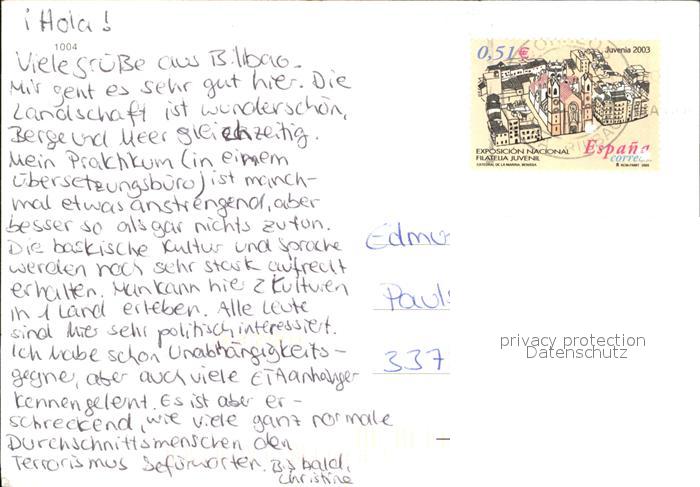 ¡Hola!
1004
Viele Grüße aus Bilbao.
Mir geht es sehr gut hier. Die
Landschaft ist wunderschön,
Berge und Meer gleichzeitig.
Mein Praktikum (in einem
Übersetzungsbüro) ist manch-
mal etwas anstrengend, aber
besser so als gar nichts zu tun.
Die baskische Kultur und Sprache
werden noch sehr stark aufrecht
erhalten. Man kann hier 2 Kulturen
in 1 Land erleben. Alle Leute
sind hier sehr politisch interessiert.
Ich habe schon Unabhängigkeits-
gegner, aber auch viele ETAanhänger
kennengelernt. Es ist aber er-
schreckend, wie viele ganz normale
Durchschnittsmenschen den
Terrorismus befürworten. Bis bald,
Christine
0,51€
Juvenia 2003
EXPOSICIÓN NACIONAL
FILATELIA JUVENIL
España
correos
Edmu
Pauls
337
privacy protection
Datenschutz